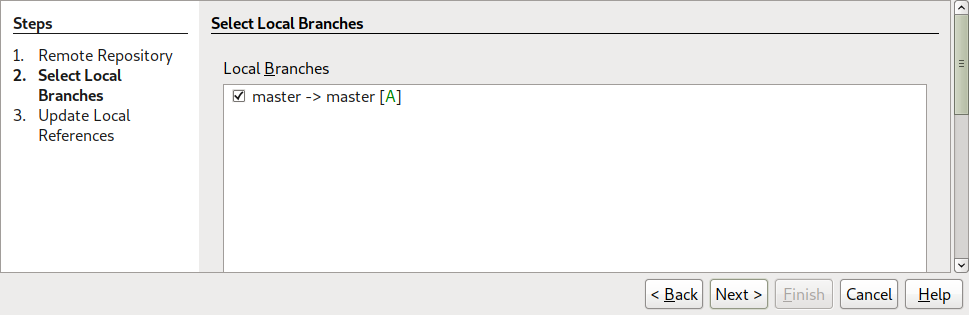 Steps
1. Remote Repository
2. Select Local
Branches
3. Update Local
References
Select Local Branches
Local Branches
master -> master [A]
< Back
Next >
Finish
Cancel
Help